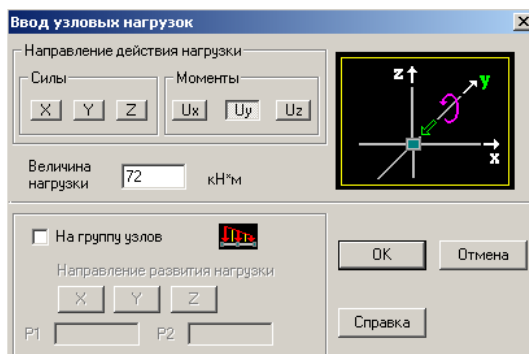 Ввод узловых нагрузок
Направление действия нагрузки
Силы
Моменты
X Y Z
Ux Uy Uz
z
y
x
Величина
нагрузки
72
кН*м
На группу узлов
Направление развития нагрузки
X Y Z
P1
P2
OK
Отмена
Справка